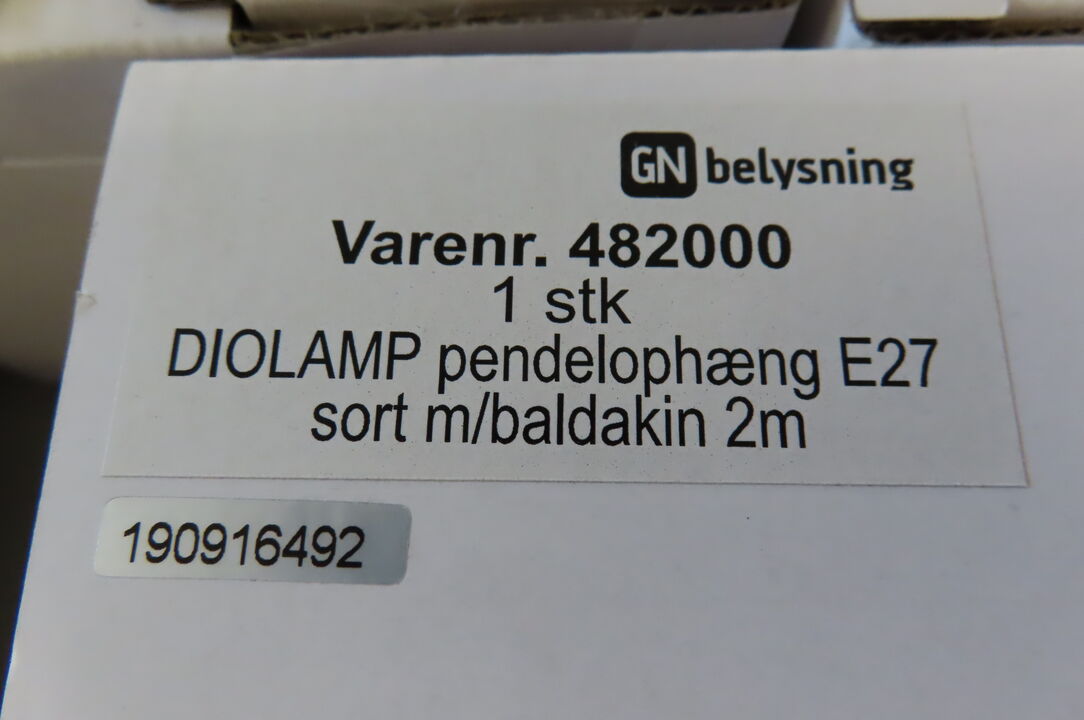 GN belysning
Varenr. 482000
1 stk
DIOLAMP pendelophæng E27
sort m/baldakin 2m
190916492